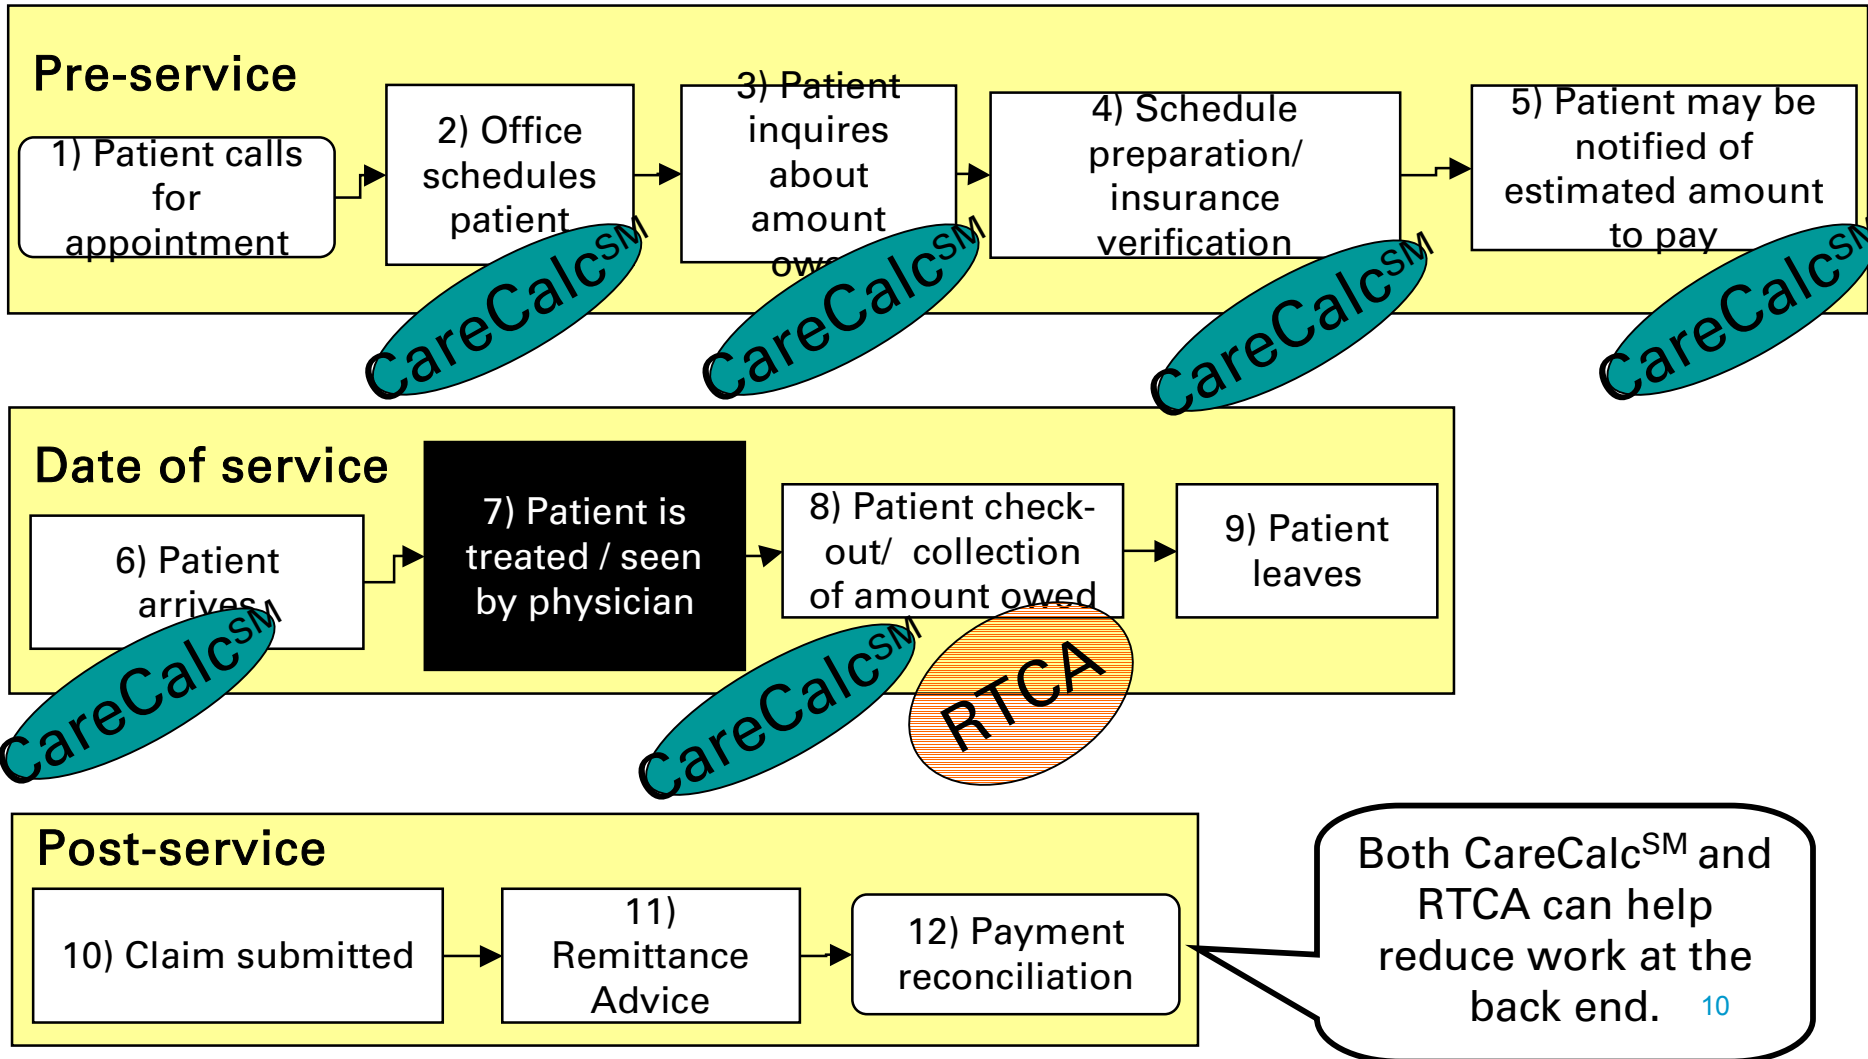 Pre-service
1) Patient calls
for
appointment
2) Office
schedules
patient
CareCalcSM
3) Patient
inquires
about
amount
CareCalcSM
4) Schedule
preparation/
insurance
verification
CareCalcSM
5) Patient may be
notified of
estimated amount
to pay
CareCalcSM
Date of service
6) Patient
arrives
CareCalcSM
7) Patient is
treated / seen
by physician
8) Patient check-
out/ collection
of amount owed
CareCalcSM
RTCA
9) Patient
leaves
Post-service
10) Claim submitted
11)
Remittance
Advice
12) Payment
reconciliation
Both CareCalcSM and
RTCA can help
reduce work at the
back end.
10